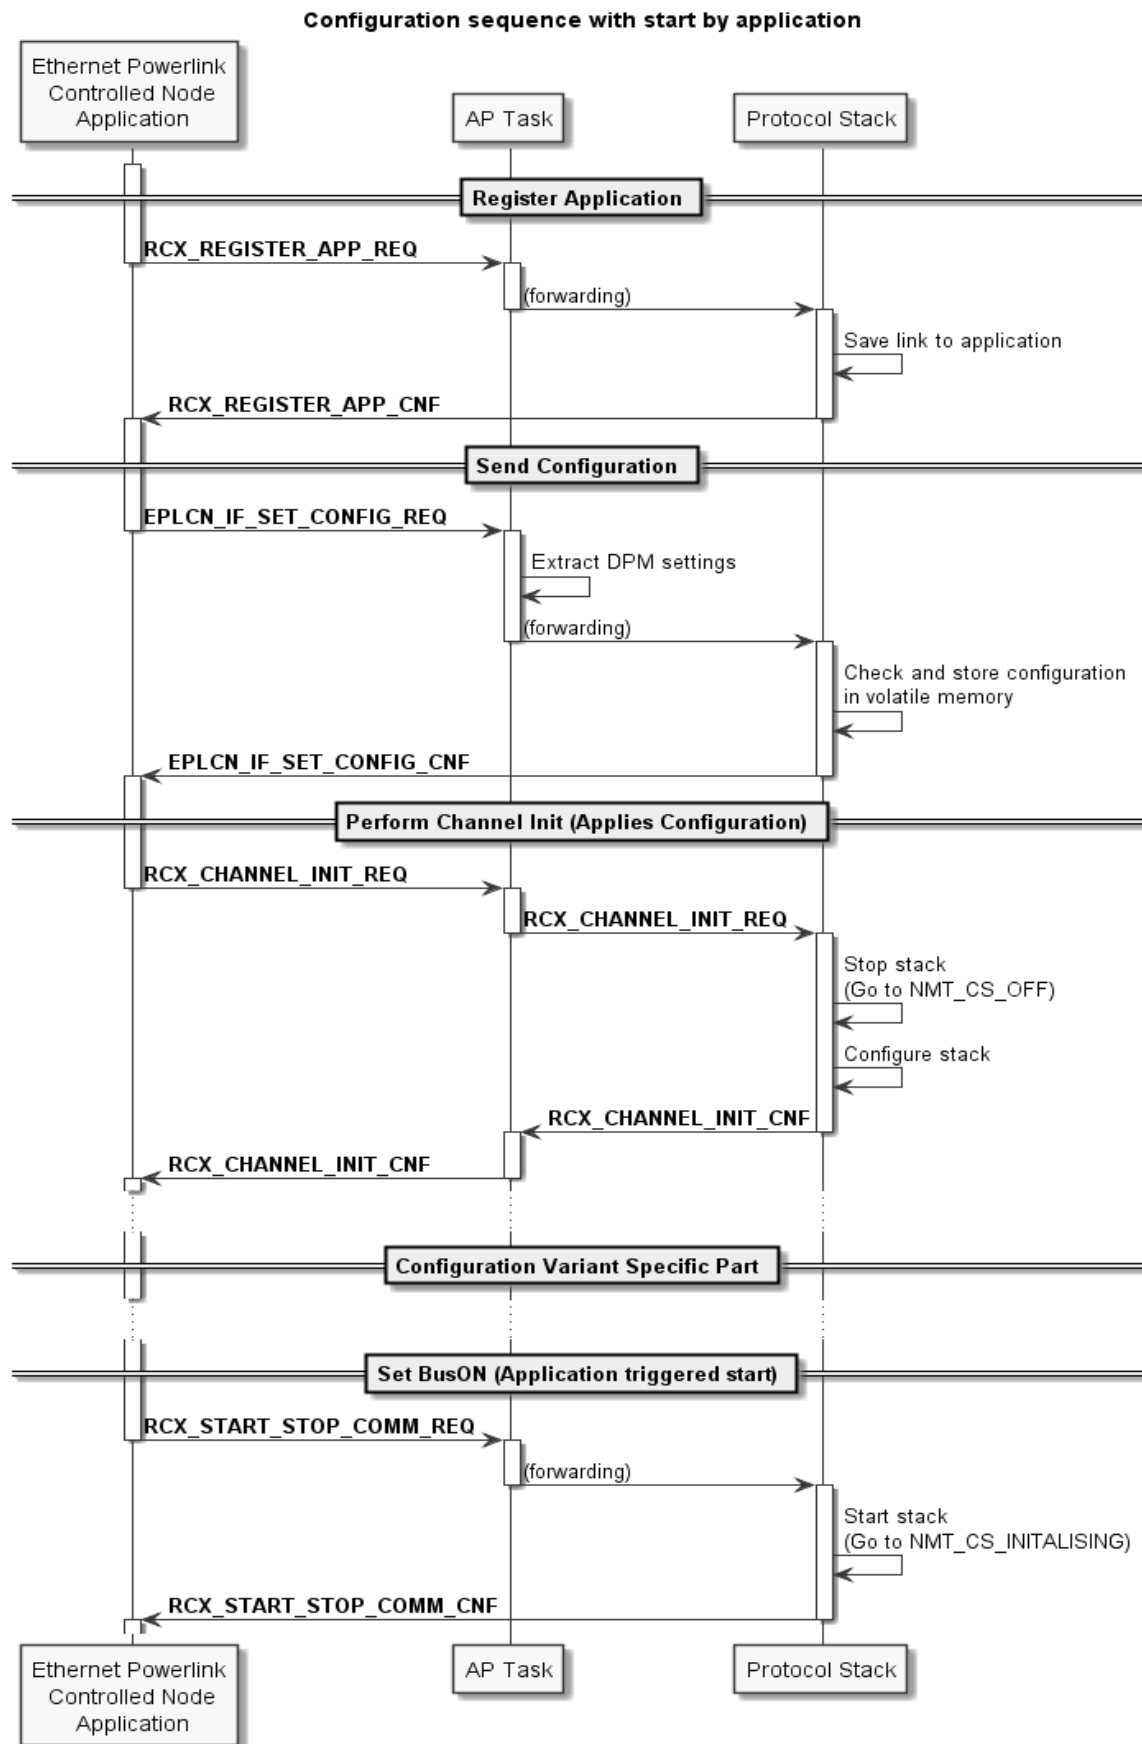 Configuration sequence with start by application
Ethernet Powerlink
Controlled Node
Application
AP Task
Protocol Stack
Register Application
RCX_REGISTER_APP_REQ
(forwarding)
Save link to application
RCX_REGISTER_APP_CNF
Send Configuration
EPLCN_IF_SET_CONFIG_REQ
Extract DPM settings
(forwarding)
Check and store configuration
in volatile memory
EPLCN_IF_SET_CONFIG_CNF
Perform Channel Init (Applies Configuration)
RCX_CHANNEL_INIT_REQ
RCX_CHANNEL_INIT_REQ
Stop stack
(Go to NMT_CS_OFF)
Configure stack
RCX_CHANNEL_INIT_CNF
RCX_CHANNEL_INIT_CNF
Configuration Variant Specific Part
Set BusON (Application triggered start)
RCX_START_STOP_COMM_REQ
(forwarding)
Start stack
(Go to NMT_CS_INITALISING)
RCX_START_STOP_COMM_CNF
Ethernet Powerlink
Controlled Node
Application
AP Task
Protocol Stack